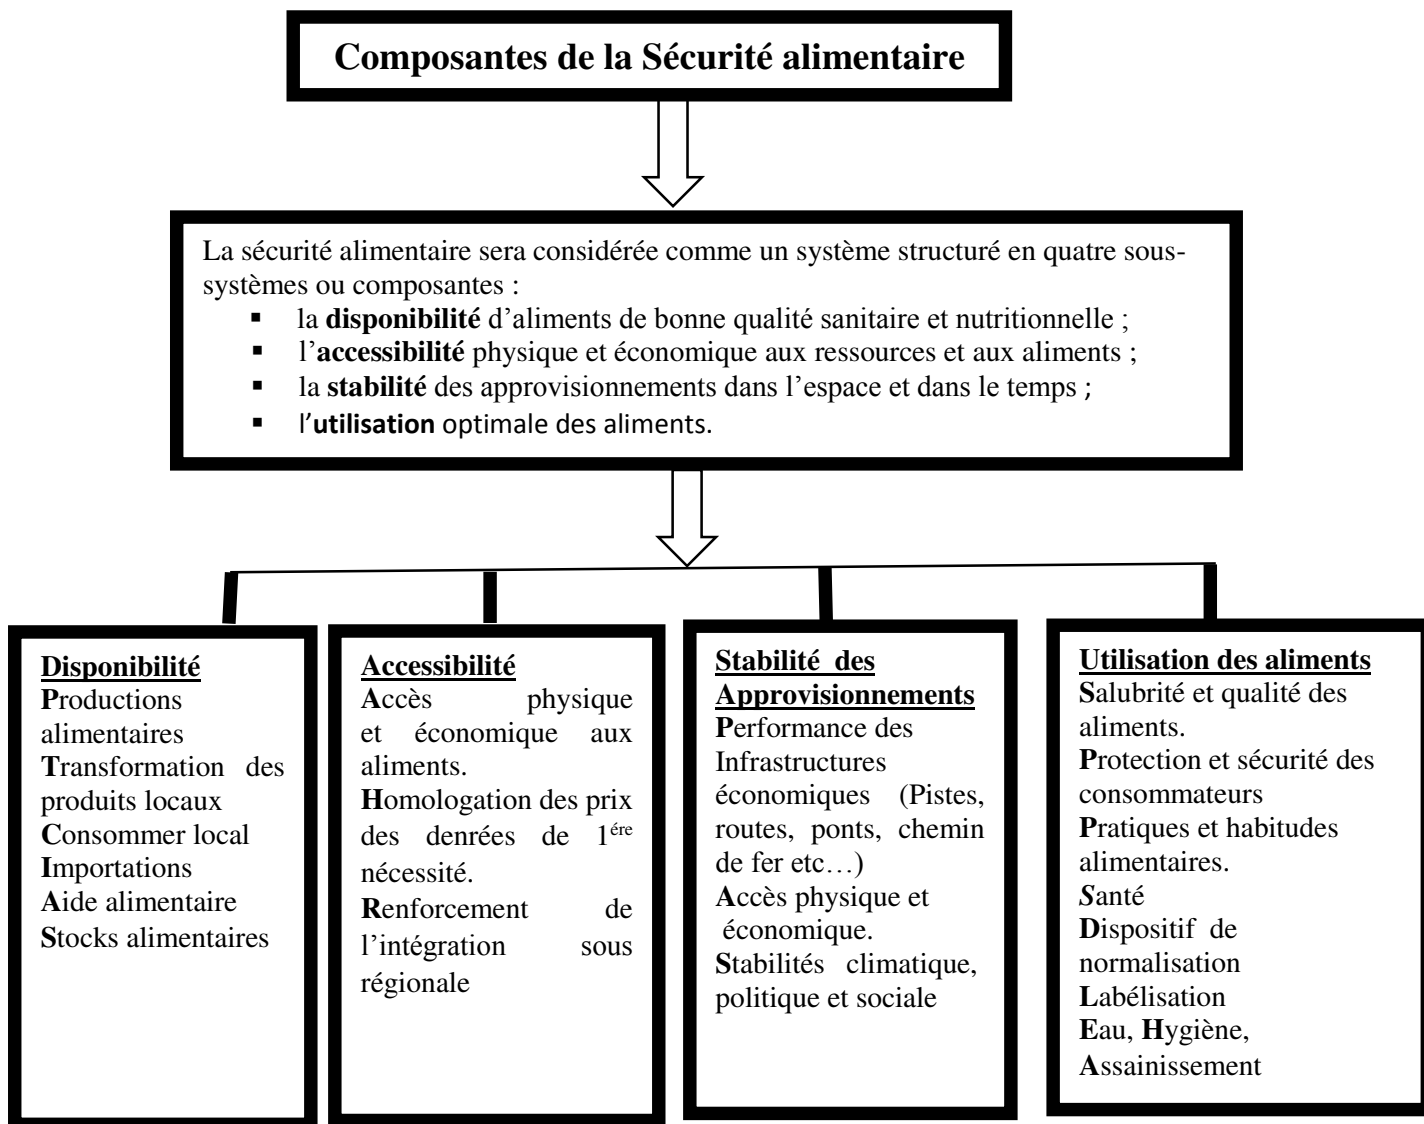 Composantes de la Sécurité alimentaire
La sécurité alimentaire sera considérée comme un système structuré en quatre sous-
systèmes ou composantes :
▪ la disponibilité d’aliments de bonne qualité sanitaire et nutritionnelle ;
▪ l’accessibilité physique et économique aux ressources et aux aliments ;
▪ la stabilité des approvisionnements dans l’espace et dans le temps ;
▪ l’utilisation optimale des aliments.
Disponibilité
Productions
alimentaires
Transformation des
produits locaux
Consommer local
Importations
Aide alimentaire
Stocks alimentaires
Accessibilité
Accès physique
et économique aux
aliments.
Homologation des prix
des denrées de 1ére
nécessité.
Renforcement de
l’intégration sous
régionale
Stabilité des
Approvisionnements
Performance des
Infrastructures
économiques (Pistes,
routes, ponts, chemin
de fer etc…)
Accès physique et
économique.
Stabilités climatique,
politique et sociale
Utilisation des aliments
Salubrité et qualité des
aliments.
Protection et sécurité des
consommateurs
Pratiques et habitudes
alimentaires.
Santé
Dispositif de
normalisation
Labélisation
Eau, Hygiène,
Assainissement